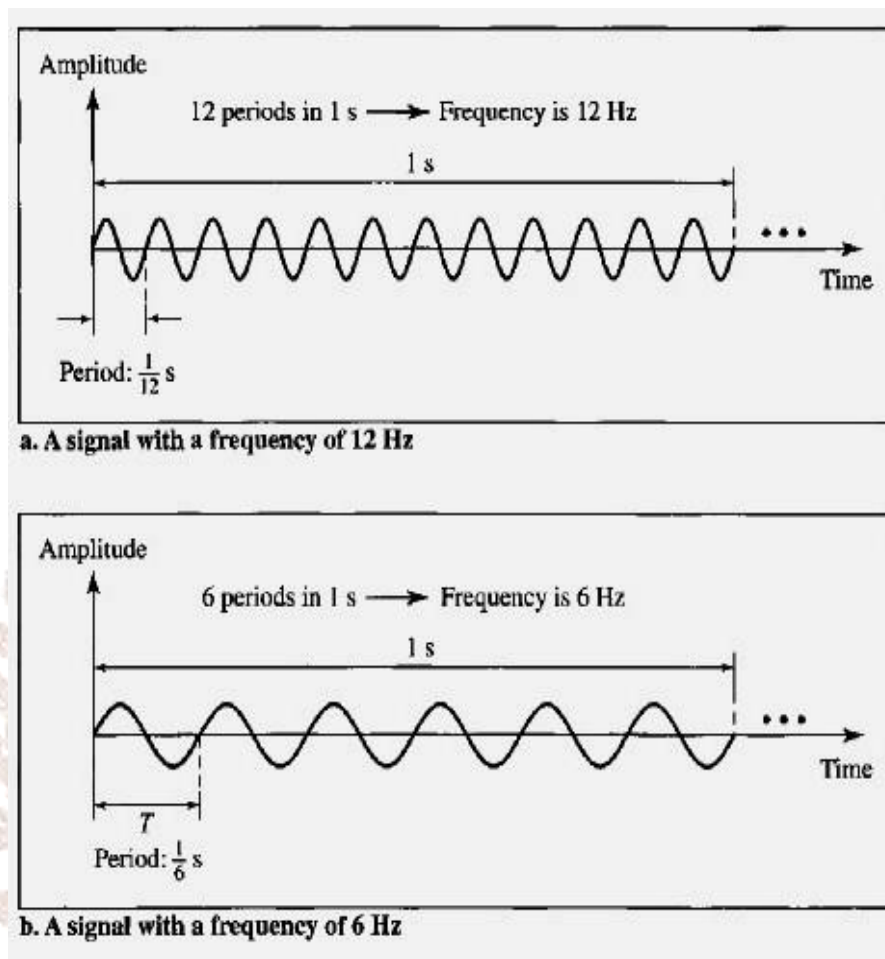 Amplitude
12 periods in 1 s Frequency is 12 Hz
1 s
•••
Time
Period: 1/12 s
a. A signal with a frequency of 12 Hz
Amplitude
6 periods in 1 s Frequency is 6 Hz
1 s
•••
Time
T
Period: 1/6 s
b. A signal with a frequency of 6 Hz